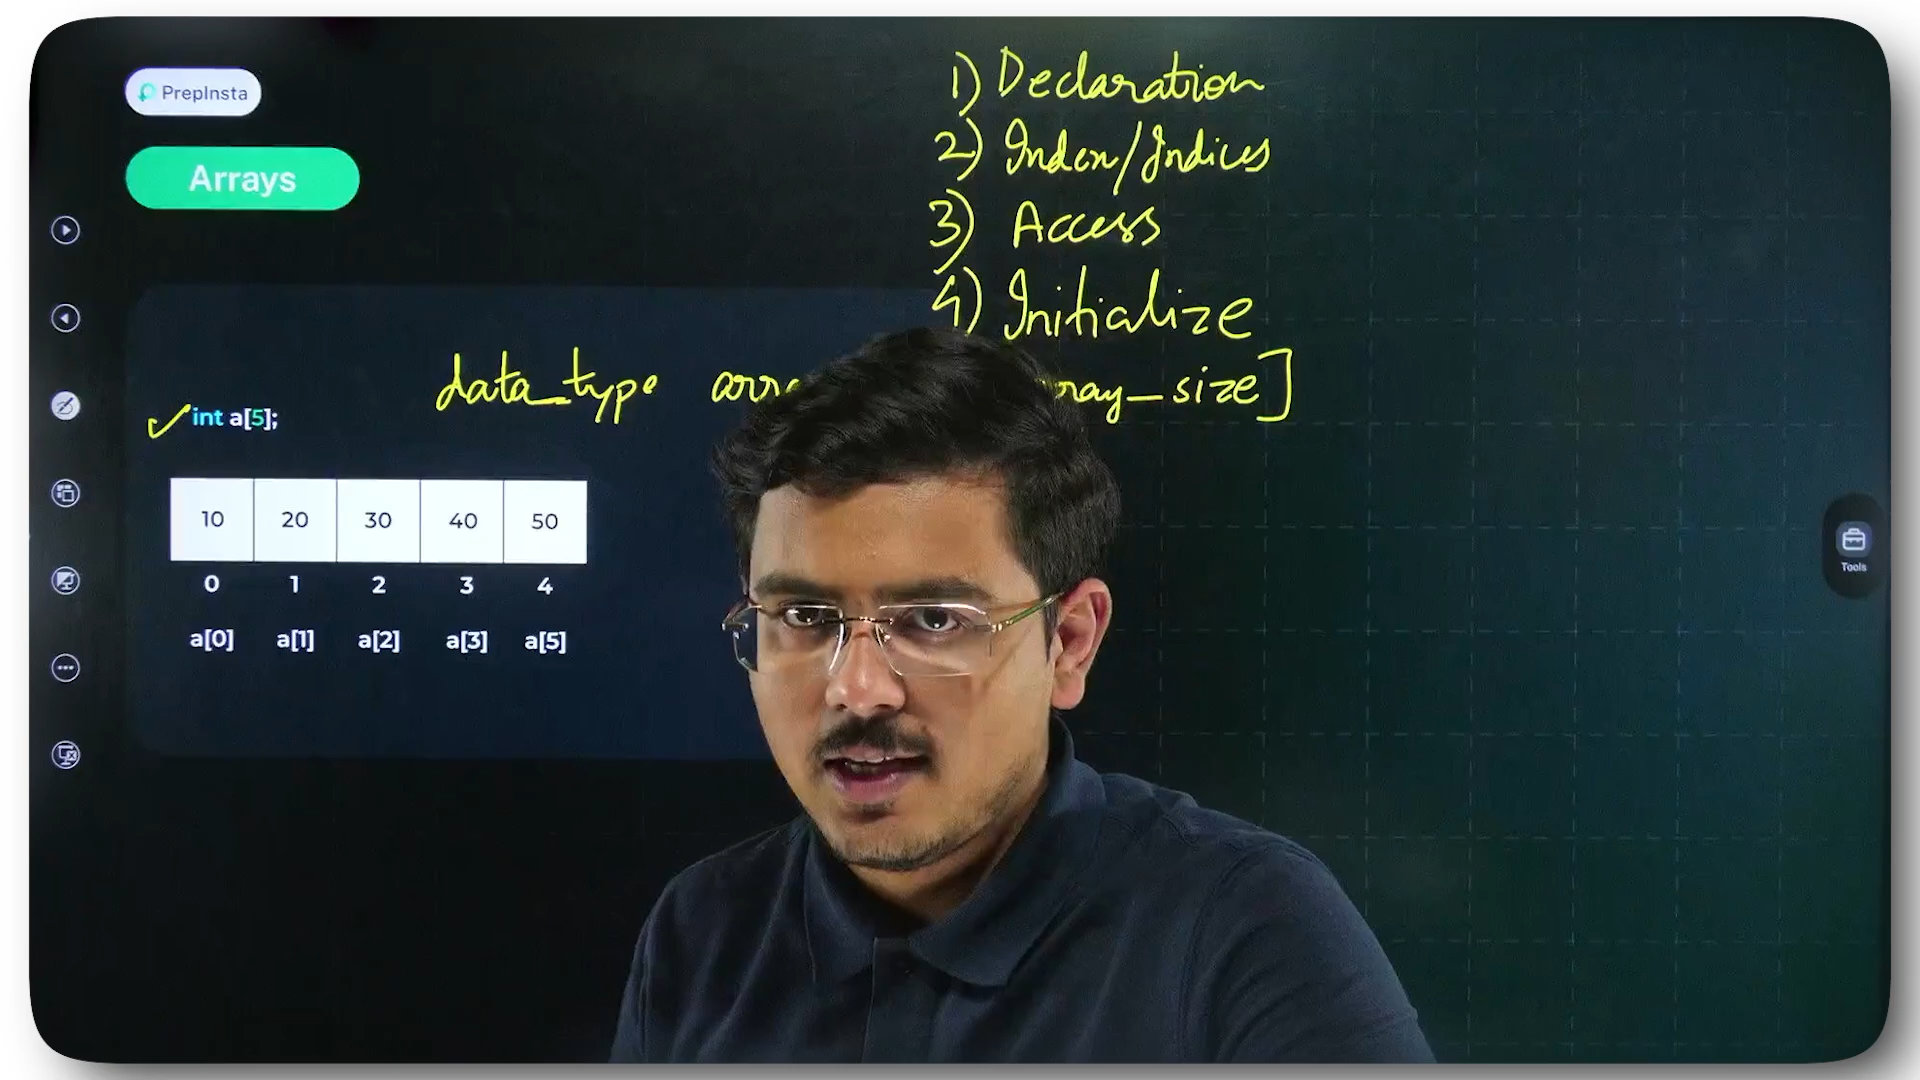 PrepInsta
Arrays
1) Declaration
2) Index/Indices
3) Access
4) Initialize
data_type array_size]
int a[5];
10 20 30 40 50
0 1 2 3 4
a[0] a[1] a[2] a[3] a[5]
Tools